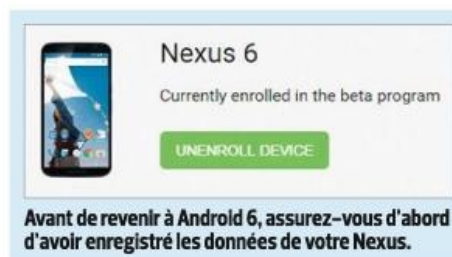 Nexus 6
Currently enrolled in the beta program
UNENROLL DEVICE
Avant de revenir à Android 6, assurez-vous d'abord
d'avoir enregistré les données de votre Nexus.